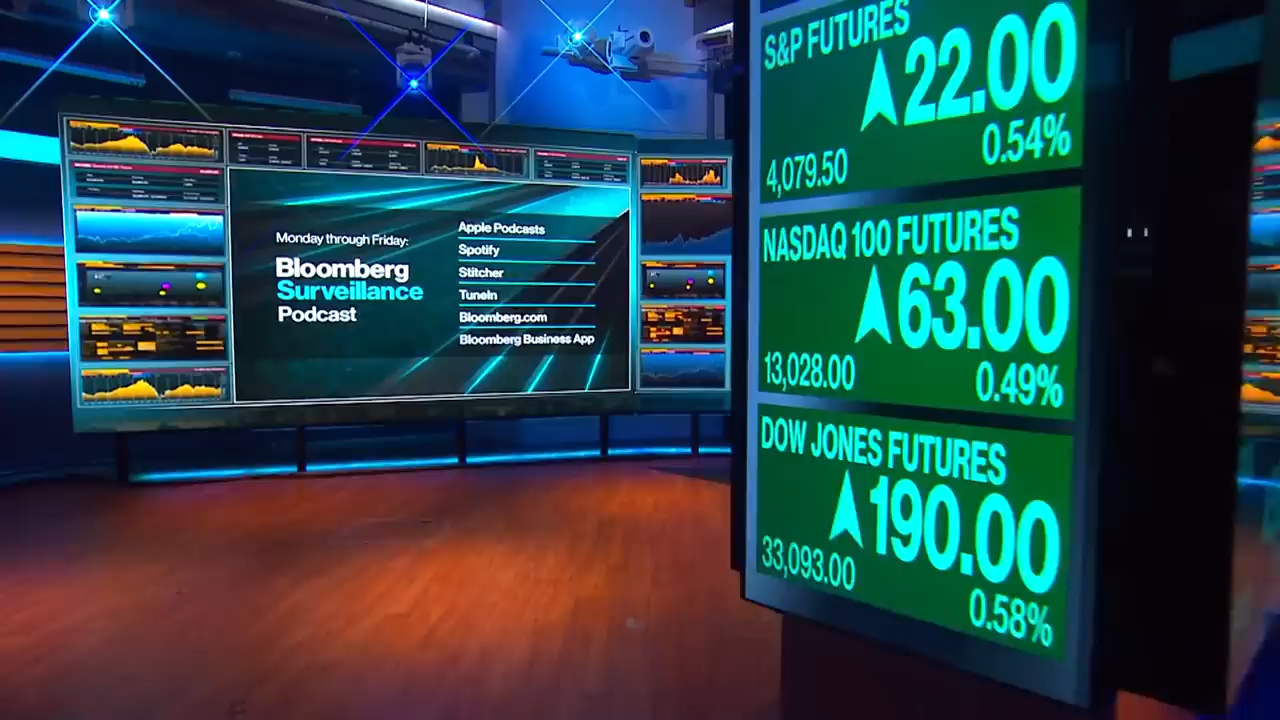 Monday through Friday:
Bloomberg
Surveillance
Podcast
Apple Podcasts
Spotify
Stitcher
TuneIn
Bloomberg.com
Bloomberg Business App
S&P FUTURES
22.00
4,079.50
0.54%
NASDAQ 100 FUTURES
63.00
13,028.00
0.49%
DOW JONES FUTURES
190.00
33,093.00
0.58%